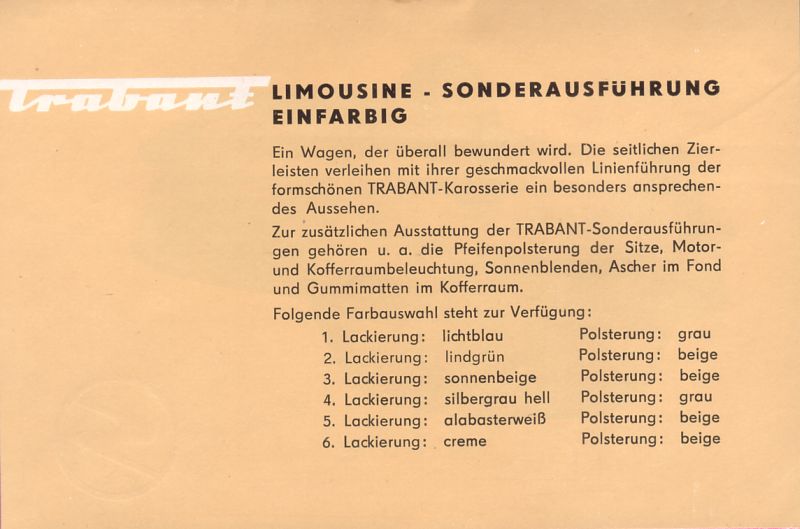 Trabant
LIMOUSINE - SONDERAUSFÜHRUNG
EINFARBIG
Ein Wagen, der überall bewundert wird. Die seitlichen Zier-
leisten verleihen mit ihrer geschmackvollen Linienführung der
formschönen TRABANT-Karosserie ein besonders ansprechen-
des Aussehen.
Zur zusätzlichen Ausstattung der TRABANT-Sonderausführun-
gen gehören u. a. die Pfeifenpolsterung der Sitze, Motor-
und Kofferraumbeleuchtung, Sonnenblenden, Ascher im Fond
und Gummimatten im Kofferraum.
Folgende Farbauswahl steht zur Verfügung:
1. Lackierung: lichtblau Polsterung: grau
2. Lackierung: lindgrün Polsterung: beige
3. Lackierung: sonnenbeige Polsterung: beige
4. Lackierung: silbergrau hell Polsterung: grau
5. Lackierung: alabasterweiß Polsterung: beige
6. Lackierung: creme Polsterung: beige